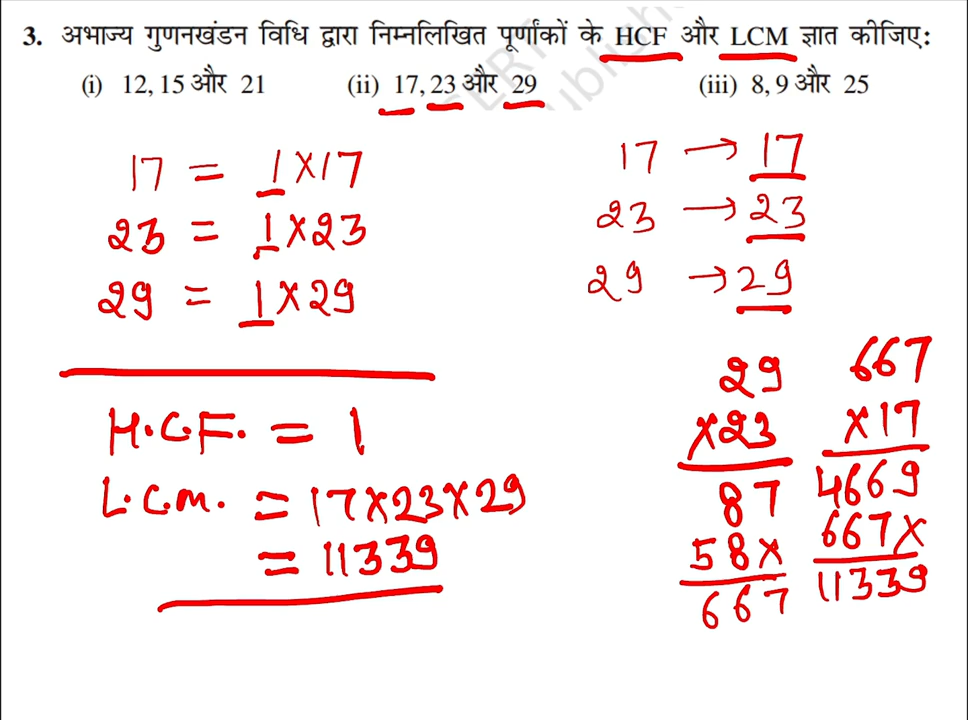 3. अभाज्य गुणनखंडन विधि द्वारा निम्नलिखित पूर्णांकों के HCF और LCM ज्ञात कीजिए:
(i) 12, 15 और 21 (ii) 17, 23 और 29 (iii) 8, 9 और 25
17 = 1×17
23 = 1×23
29 = 1×29
H.C.F. = 1
L.C.M. = 17×23×29
= 11339
17 → 17
23 → 23
29 → 29
29
×23
87
58×
667
667
×17
4669
667×
11339